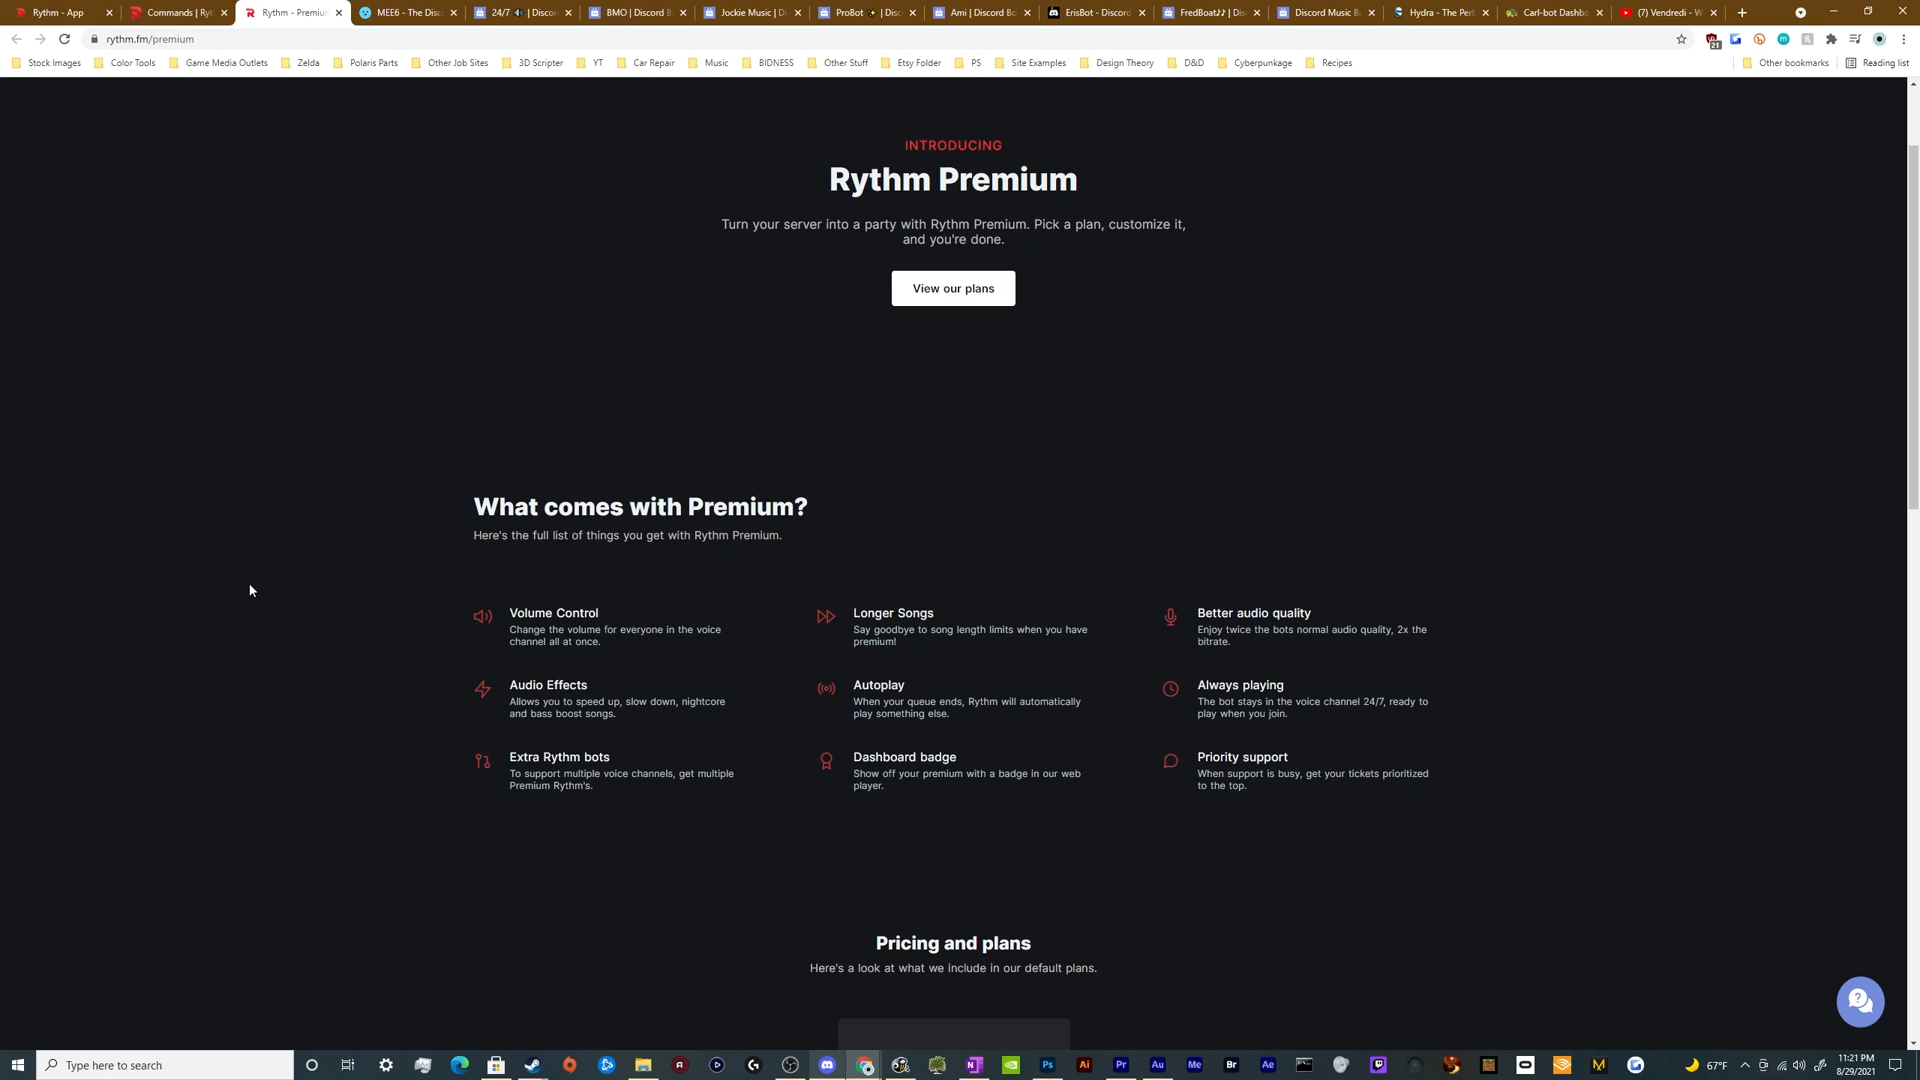 Rythm - App
Commands | Ryt
Rythm - Premium
MEE6 - The Disc
24/7 🔊 | Discor
BMO | Discord B
Jockie Music | D
ProBot ✨ | Disc
Ami | Discord Bo
ErisBot - Discord
FredBoat♪♪ | Dis
Discord Music B
Hydra - The Perf
Carl-bot Dashbo
(7) Vendredi - W
rythm.fm/premium
21
Stock Images
Color Tools
Game Media Outlets
Zelda
Polaris Parts
Other Job Sites
3D Scripter
YT
Car Repair
Music
BIDNESS
Other Stuff
Etsy Folder
PS
Site Examples
Design Theory
D&D
Cyberpunkage
Recipes
Other bookmarks
Reading list
INTRODUCING
Rythm Premium
Turn your server into a party with Rythm Premium. Pick a plan, customize it,
and you're done.
View our plans
What comes with Premium?
Here's the full list of things you get with Rythm Premium.
Volume Control
Change the volume for everyone in the voice
channel all at once.
Longer Songs
Say goodbye to song length limits when you have
premium!
Better audio quality
Enjoy twice the bots normal audio quality, 2x the
bitrate.
Audio Effects
Allows you to speed up, slow down, nightcore
and bass boost songs.
Autoplay
When your queue ends, Rythm will automatically
play something else.
Always playing
The bot stays in the voice channel 24/7, ready to
play when you join.
Extra Rythm bots
To support multiple voice channels, get multiple
Premium Rythm's.
Dashboard badge
Show off your premium with a badge in our web
player.
Priority support
When support is busy, get your tickets prioritized
to the top.
Pricing and plans
Here's a look at what we include in our default plans.
Type here to search
Ps
Ai
Pr
Au
Me
Br
Ae
67°F
11:21 PM
8/29/2021